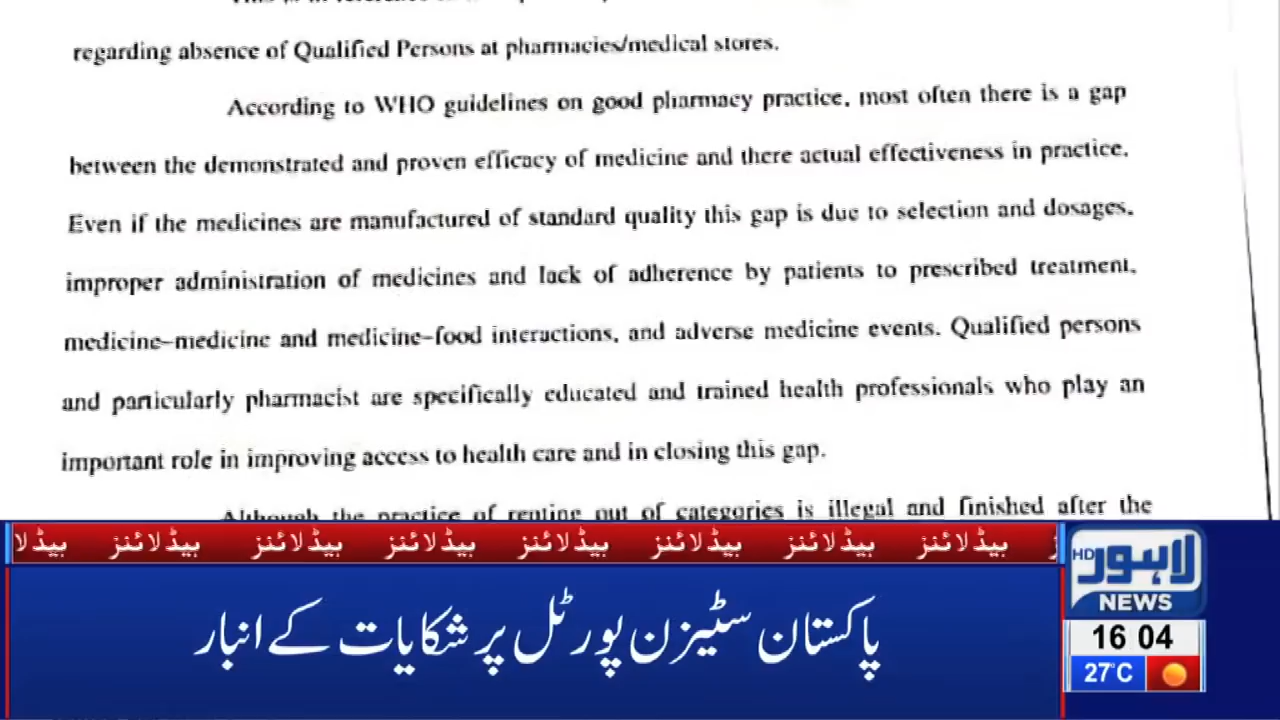 regarding absence of Qualified Persons at pharmacies/medical stores.
According to WHO guidelines on good pharmacy practice, most often there is a gap
between the demonstrated and proven efficacy of medicine and there actual effectiveness in practice.
Even if the medicines are manufactured of standard quality this gap is due to selection and dosages,
improper administration of medicines and lack of adherence by patients to prescribed treatment,
medicine–medicine and medicine–food interactions, and adverse medicine events. Qualified persons
and particularly pharmacist are specifically educated and trained health professionals who play an
important role in improving access to health care and in closing this gap.
Although the practice of renting out of categories is illegal and finished after the
ہیڈلائنز ہیڈلائنز ہیڈلائنز ہیڈلائنز ہیڈلائنز ہیڈلائنز ہیڈلائنز ہیڈلا
پاکستان سٹیزن پورٹل پر شکایات کے انبار
HD لاہور
NEWS
16 04
27°C